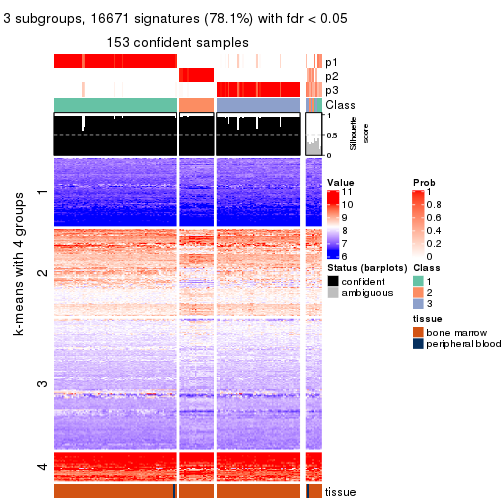 3 subgroups, 16671 signatures (78.1%) with fdr < 0.05
153 confident samples
p1
p2
p3
Class
1
0.5
0
Silhouette
score
k-means with 4 groups
1
2
3
4
tissue
Value
11
10
9
8
7
6
Prob
1
0.8
0.6
0.4
0.2
0
Status (barplots)
confident
ambiguous
Class
1
2
3
tissue
bone marrow
peripheral blood